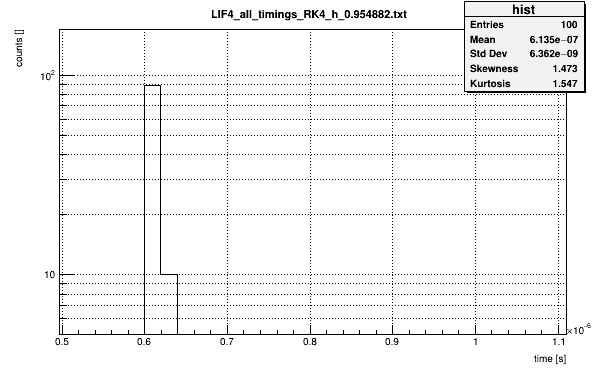 LIF4_all_timings_RK4_h_0.954882.txt
hist
Entries 100
Mean 6.135e−07
Std Dev 6.362e−09
Skewness 1.473
Kurtosis 1.547
counts []
10²
10
0.5 0.6 0.7 0.8 0.9 1 1.1
×10⁻⁶
time [s]